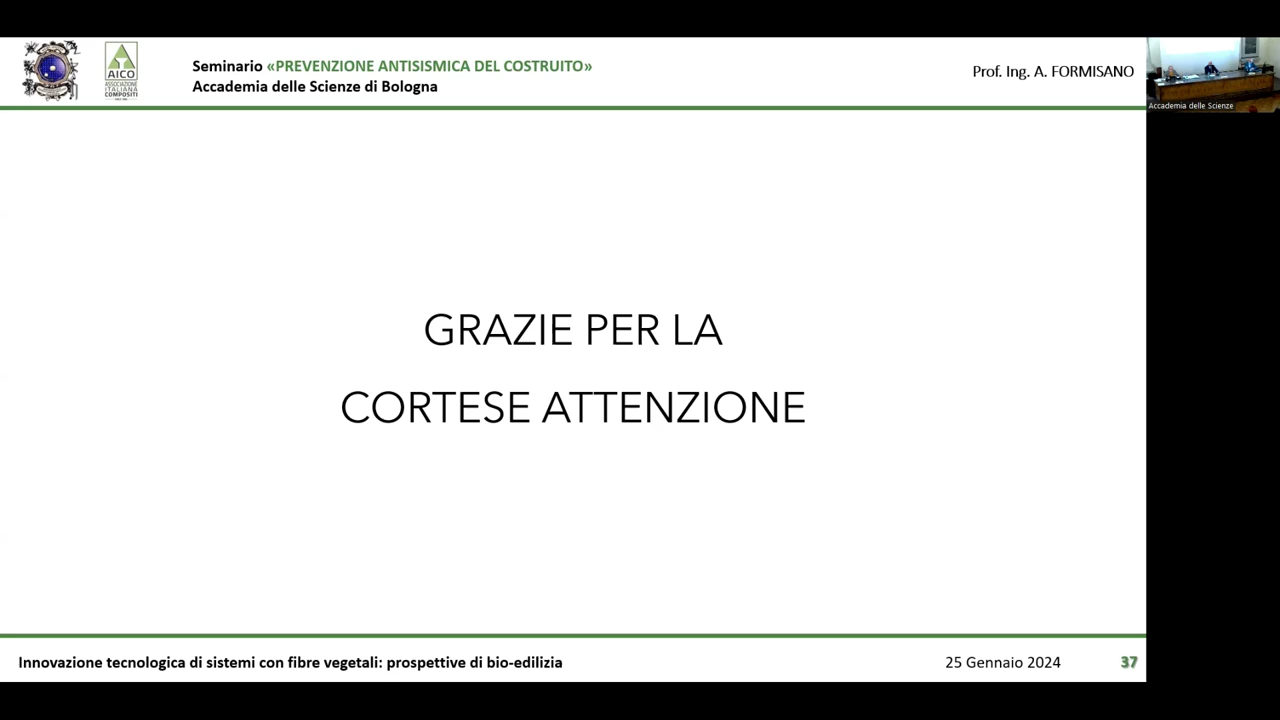 Seminario «PREVENZIONE ANTISISMICA DEL COSTRUITO»
Accademia delle Scienze di Bologna
AICO
ASSOCIAZIONE
ITALIANA
COMPOSITI
Prof. Ing. A. FORMISANO
Accademia delle Scienze
GRAZIE PER LA
CORTESE ATTENZIONE
Innovazione tecnologica di sistemi con fibre vegetali: prospettive di bio-edilizia
25 Gennaio 2024
37